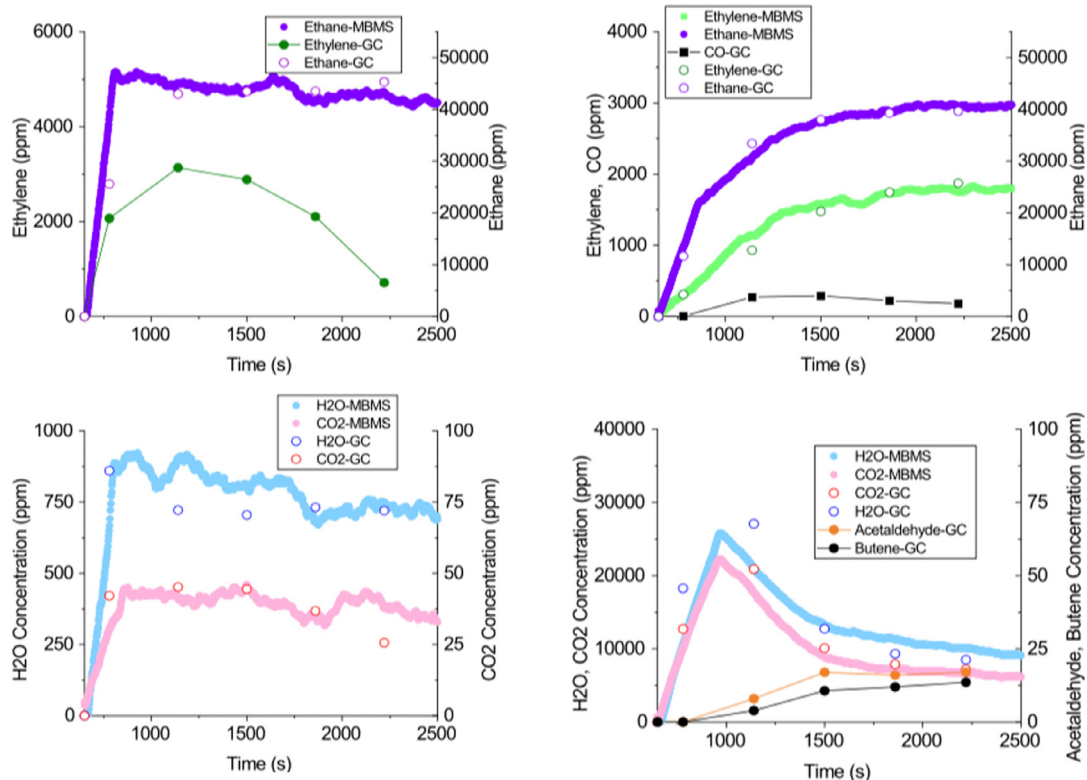 Ethane-MBMS
Ethylene-GC
Ethane-GC
6000
4000
2000
0
Ethylene (ppm)
50000
40000
30000
20000
10000
0
Ethane (ppm)
1000
1500
2000
2500
Time (s)
Ethylene-MBMS
Ethane-MBMS
CO-GC
Ethylene-GC
Ethane-GC
4000
3000
2000
1000
0
Ethylene, CO (ppm)
50000
40000
30000
20000
10000
0
Ethane (ppm)
1000
1500
2000
2500
Time (s)
H2O-MBMS
CO2-MBMS
H2O-GC
CO2-GC
1000
750
500
250
0
H2O Concentration (ppm)
100
75
50
25
0
CO2 Concentration (ppm)
1000
1500
2000
2500
Time (s)
H2O-MBMS
CO2-MBMS
CO2-GC
H2O-GC
Acetaldehyde-GC
Butene-GC
40000
30000
20000
10000
0
H2O, CO2 Concentration (ppm)
100
75
50
25
0
Acetaldehyde, Butene Concentration (ppm)
1000
1500
2000
2500
Time (s)